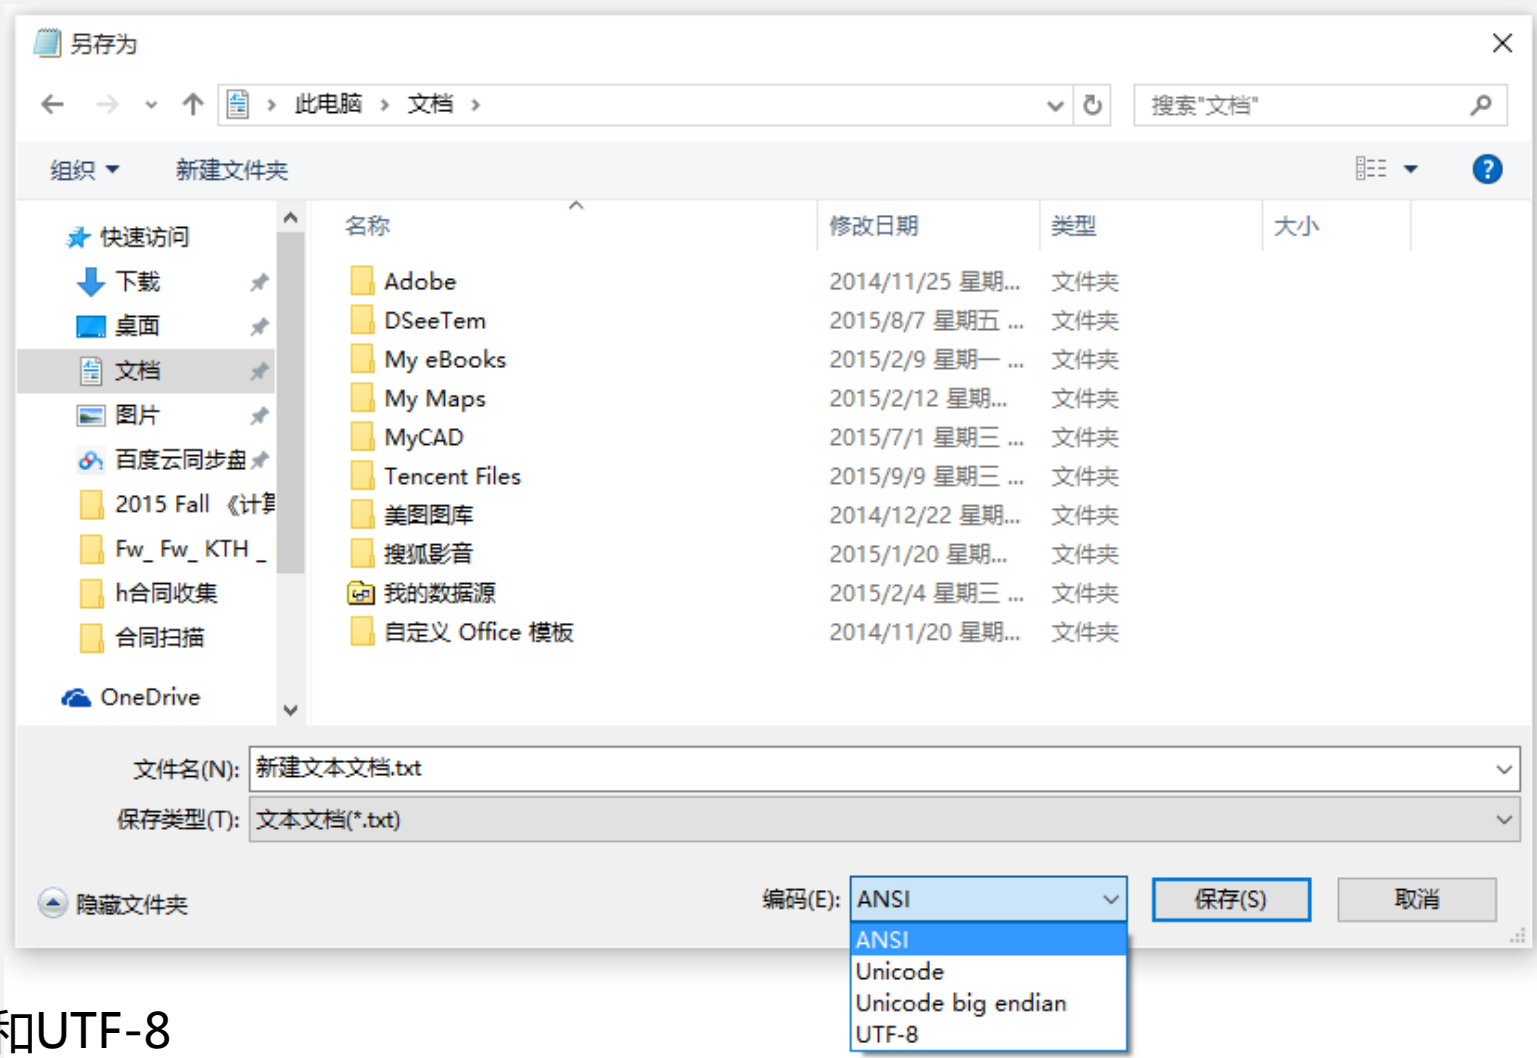 另存为
此电脑 › 文档 ›
搜索"文档"
组织
新建文件夹
?
快速访问
下载
桌面
文档
图片
百度云同步盘
2015 Fall 《计算
Fw_ Fw_ KTH _
h合同收集
合同扫描
OneDrive
名称 修改日期 类型 大小
Adobe 2014/11/25 星期... 文件夹
DSeeTem 2015/8/7 星期五 ... 文件夹
My eBooks 2015/2/9 星期一 ... 文件夹
My Maps 2015/2/12 星期... 文件夹
MyCAD 2015/7/1 星期三 ... 文件夹
Tencent Files 2015/9/9 星期三 ... 文件夹
美图图库 2014/12/22 星期... 文件夹
搜狐影音 2015/1/20 星期... 文件夹
我的数据源 2015/2/4 星期三 ... 文件夹
自定义 Office 模板 2014/11/20 星期... 文件夹
文件名(N): 新建文本文档.txt
保存类型(T): 文本文档(*.txt)
隐藏文件夹
编码(E): ANSI
保存(S)
取消
ANSI
Unicode
Unicode big endian
UTF-8
和UTF-8